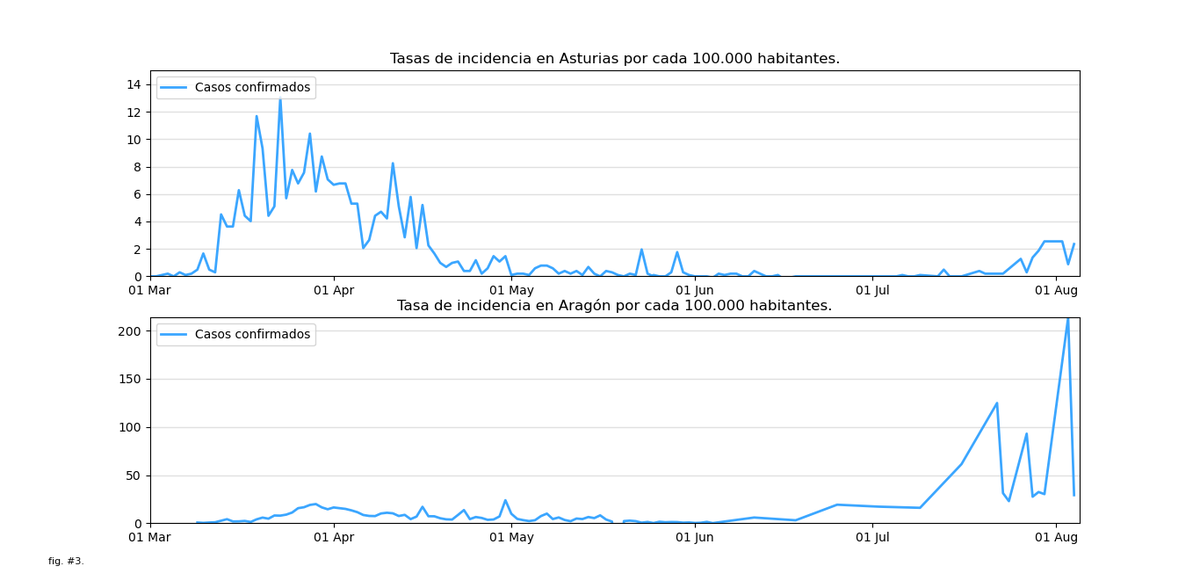 Tasas de incidencia en Asturias por cada 100.000 habitantes.
Casos confirmados
14
12
10
8
6
4
2
0
01 Mar 01 Apr 01 May 01 Jun 01 Jul 01 Aug
Tasa de incidencia en Aragón por cada 100.000 habitantes.
Casos confirmados
200
150
100
50
0
01 Mar 01 Apr 01 May 01 Jun 01 Jul 01 Aug
fig. #3.